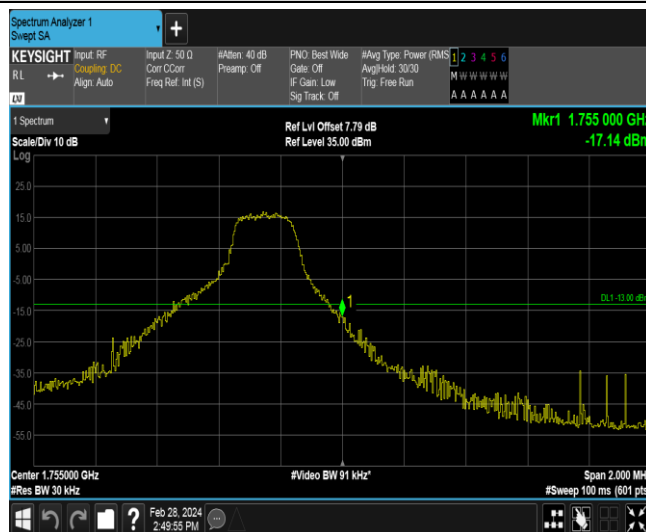 Spectrum Analyzer 1
Swept SA
+
KEYSIGHT
RL
LXI
Input: RF
Coupling: DC
Align: Auto
Input Z: 50 Ω
Corr CCorr
Freq Ref: Int (S)
#Atten: 40 dB
Preamp: Off
PNO: Best Wide
Gate: Off
IF Gain: Low
Sig Track: Off
#Avg Type: Power (RMS
Avg|Hold: 30/30
Trig: Free Run
1 2 3 4 5 6
M W W W W W
A A A A A A
1 Spectrum
Scale/Div 10 dB
Ref Lvl Offset 7.79 dB
Ref Level 35.00 dBm
Mkr1 1.755 000 GHz
-17.14 dBm
Log
25.0
15.0
5.00
-5.00
-15.0
-25.0
-35.0
-45.0
-55.0
1
DL1 -13.00 dBm
Center 1.755000 GHz
#Res BW 30 kHz
#Video BW 91 kHz*
Span 2.000 MH
#Sweep 100 ms (601 pts
?
Feb 28, 2024
2:49:55 PM